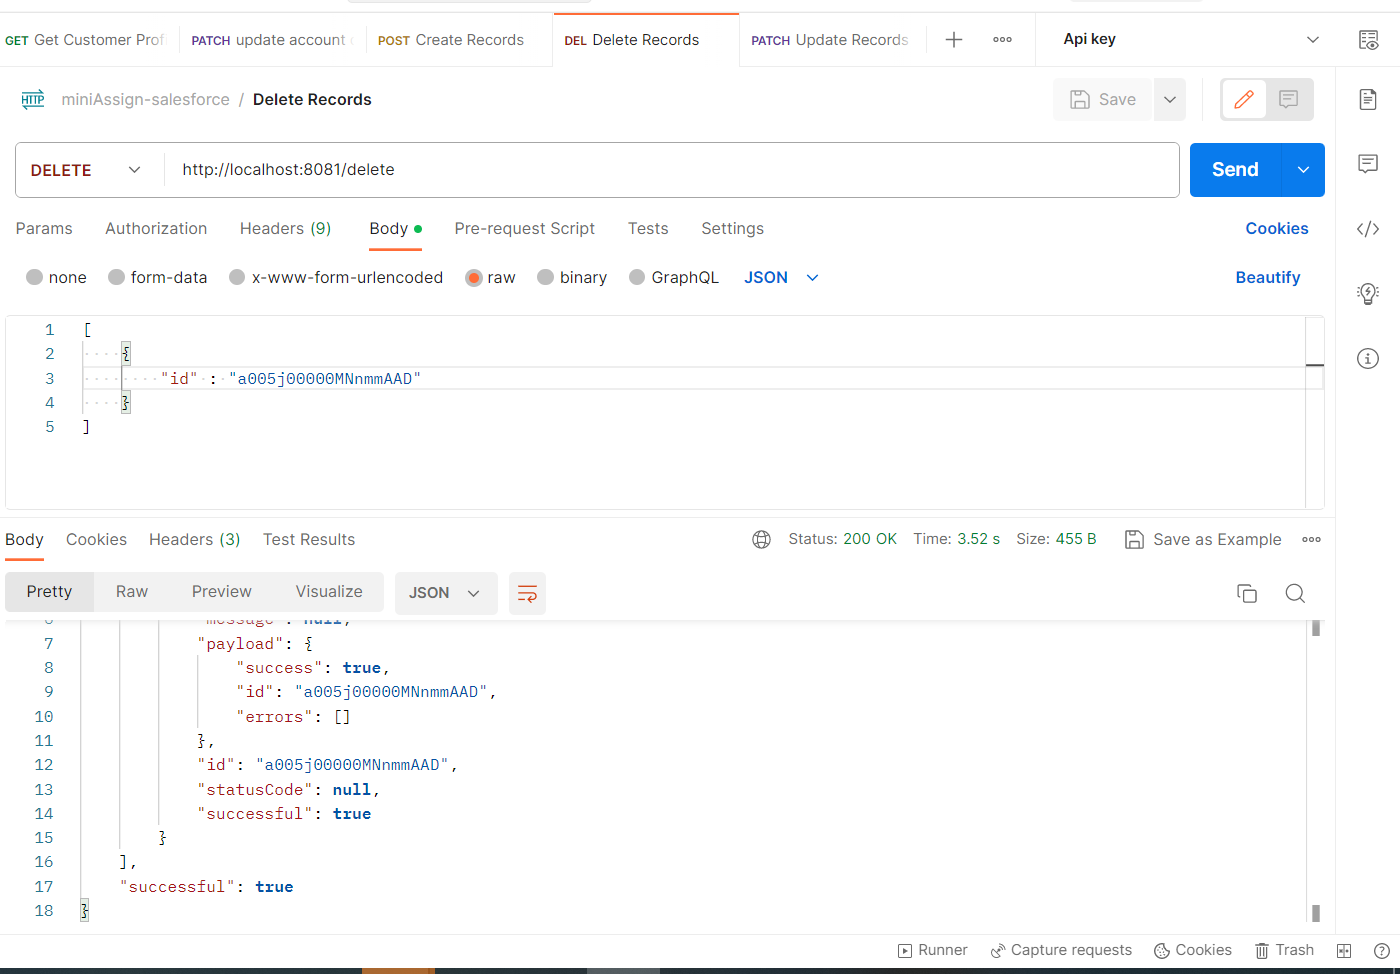 GET Get Customer Prof PATCH update account POST Create Records DEL Delete Records PATCH Update Records Api key
HTTP miniAssign-salesforce / Delete Records Save
DELETE http://localhost:8081/delete Send
Params Authorization Headers (9) Body Pre-request Script Tests Settings Cookies
none form-data x-www-form-urlencoded raw binary GraphQL JSON Beautify
1 [
2 {
3 "id" : "a005j00000MNnmmAAD"
4 }
5 ]
Body Cookies Headers (3) Test Results Status: 200 OK Time: 3.52 s Size: 455 B Save as Example
Pretty Raw Preview Visualize JSON
6 "message": null,
7 "payload": {
8 "success": true,
9 "id": "a005j00000MNnmmAAD",
10 "errors": []
11 },
12 "id": "a005j00000MNnmmAAD",
13 "statusCode": null,
14 "successful": true
15 }
16 ],
17 "successful": true
18 }
Runner Capture requests Cookies Trash